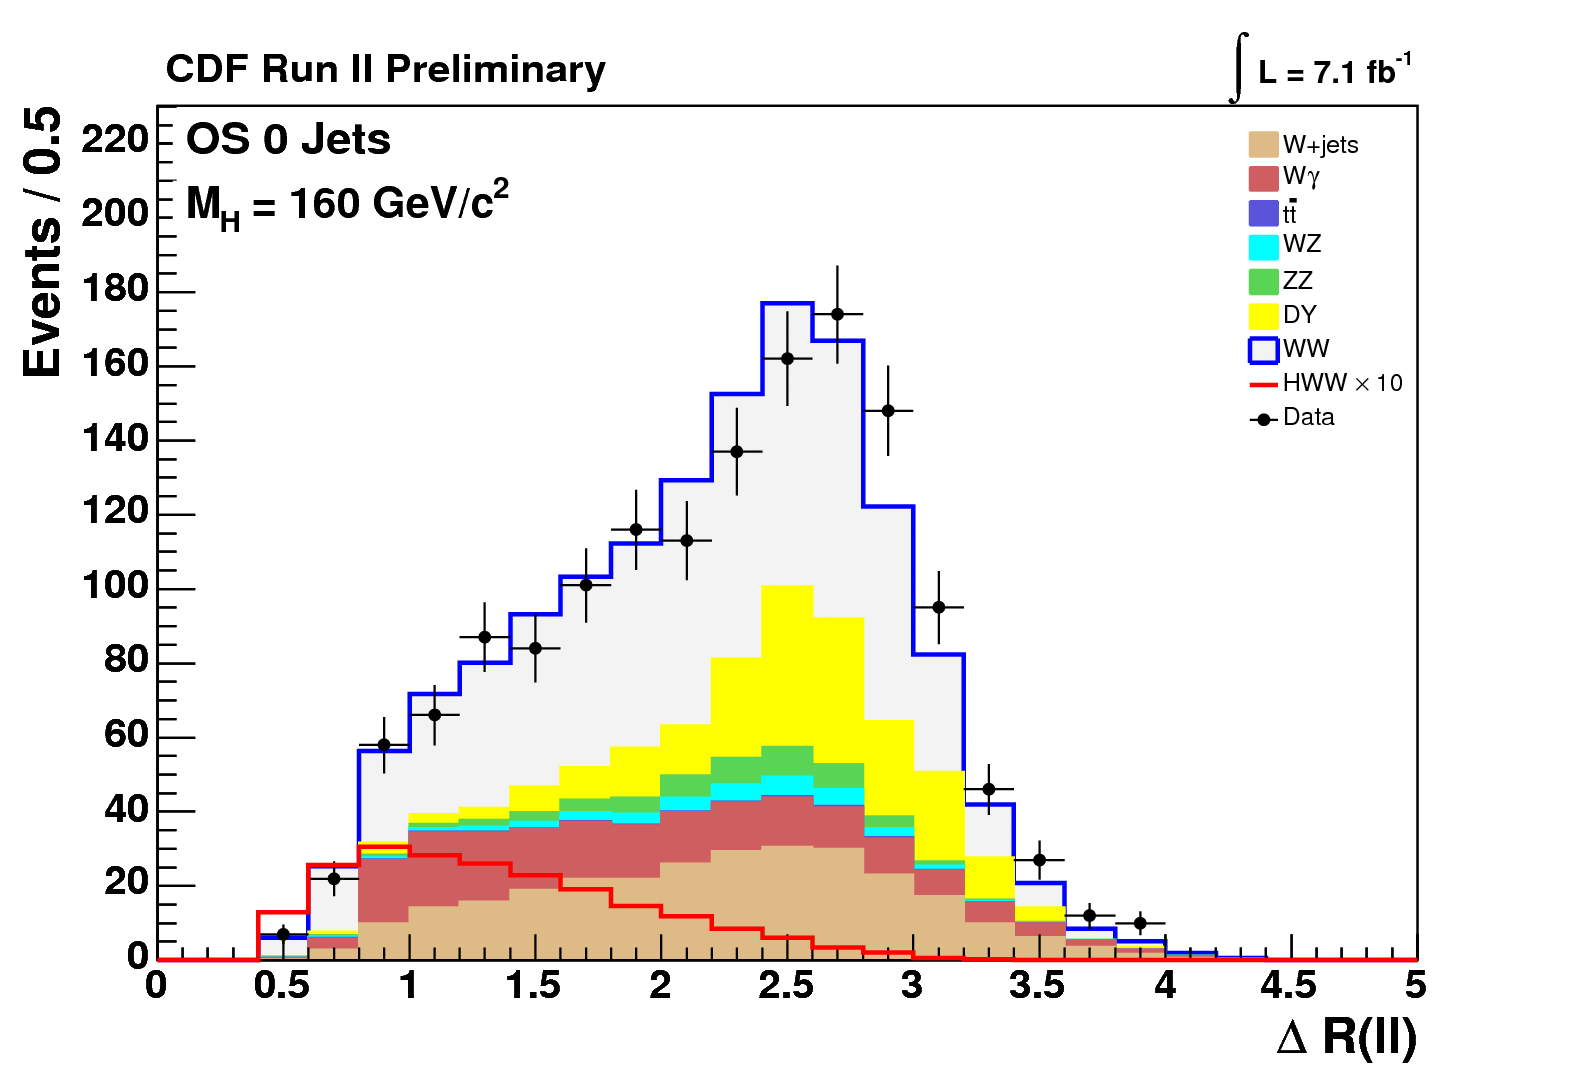 CDF Run II Preliminary
∫ L = 7.1 fb⁻¹
OS 0 Jets
M_H = 160 GeV/c²
Events / 0.5
220
200
180
160
140
120
100
80
60
40
20
0
W+jets
Wγ
tt̄
WZ
ZZ
DY
WW
HWW × 10
Data
0 0.5 1 1.5 2 2.5 3 3.5 4 4.5 5
Δ R(ll)